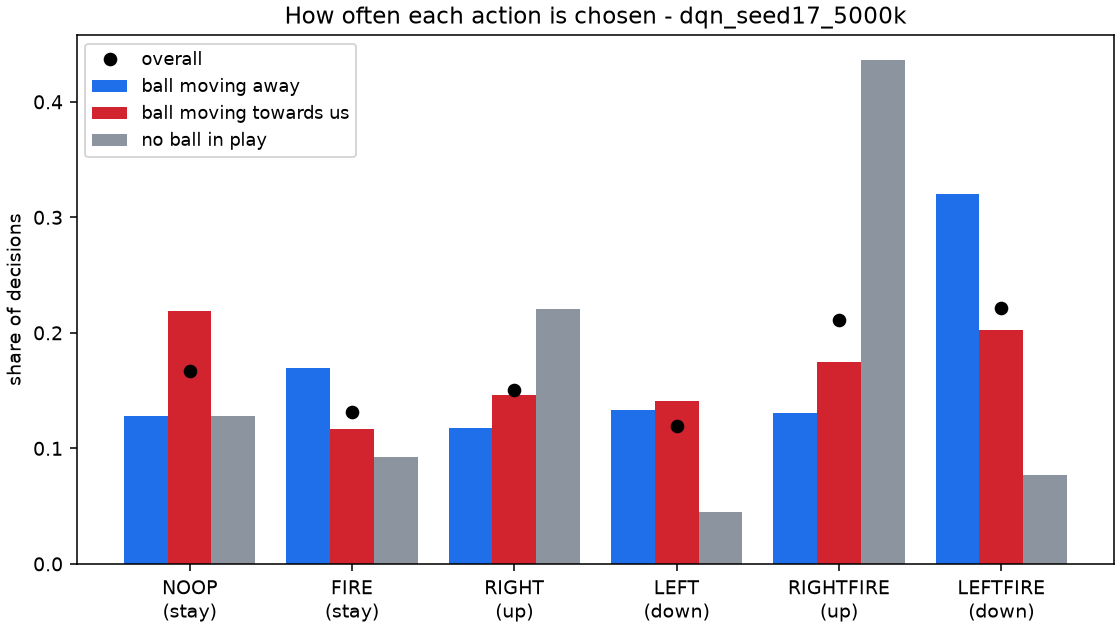 How often each action is chosen - dqn_seed17_5000k
overall
ball moving away
ball moving towards us
no ball in play
share of decisions
0.4
0.3
0.2
0.1
0.0
NOOP
(stay)
FIRE
(stay)
RIGHT
(up)
LEFT
(down)
RIGHTFIRE
(up)
LEFTFIRE
(down)